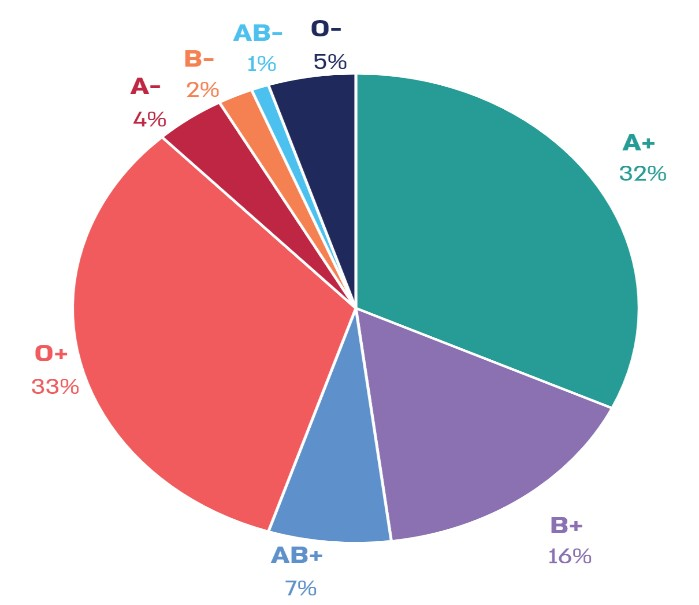 O–
5%
AB–
1%
B–
2%
A–
4%
A+
32%
O+
33%
B+
16%
AB+
7%